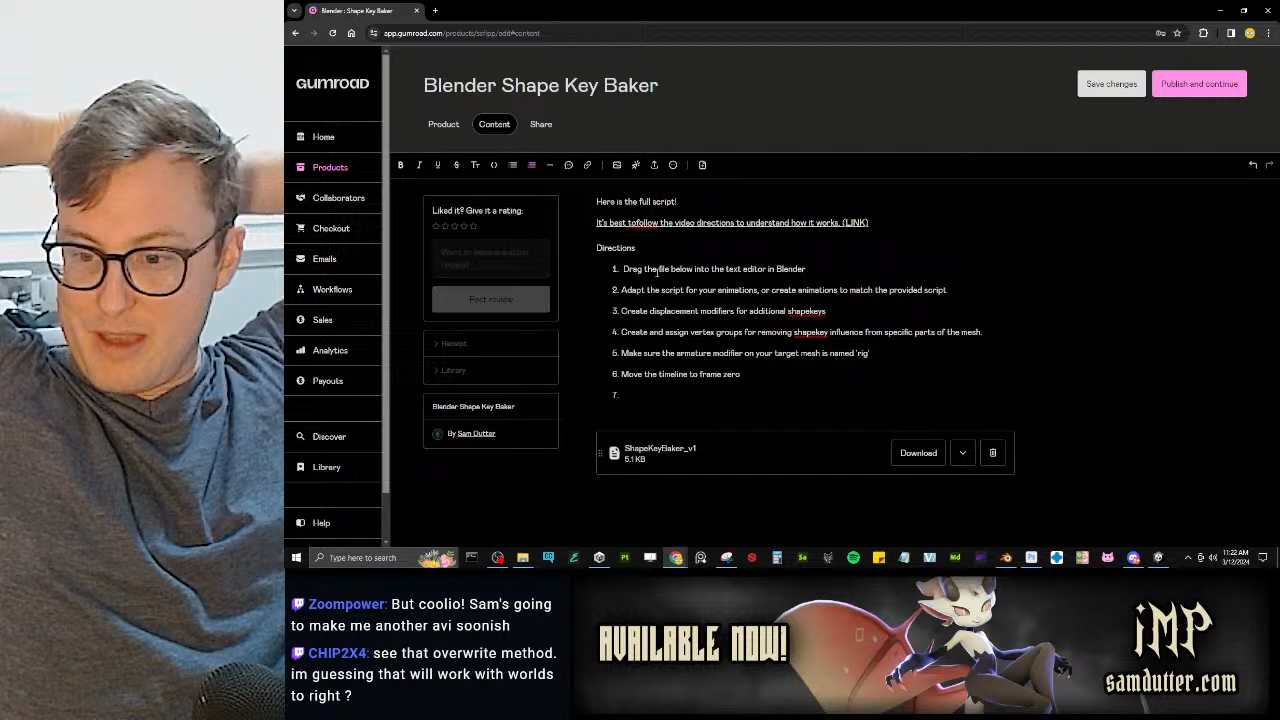 Blender : Shape Key Baker
app.gumroad.com/products/ssflpp/edit#content
GUMROAD
Blender Shape Key Baker
Save changes
Publish and continue
Product
Content
Share
Home
Products
Collaborators
Checkout
Emails
Workflows
Sales
Analytics
Payouts
Discover
Library
Help
Liked it? Give it a rating:
Want to leave a written
review?
Post review
Receipt
Library
Blender Shape Key Baker
By Sam Dutter
Here is the full script!
It's best tofollow the video directions to understand how it works. (LINK)
Directions
1. Drag the file below into the text editor in Blender
2. Adapt the script for your animations, or create animations to match the provided script
3. Create displacement modifiers for additional shapekeys
4. Create and assign vertex groups for removing shapekey influence from specific parts of the mesh.
5. Make sure the armature modifier on your target mesh is named 'rig'
6. Move the timeline to frame zero
7.
ShapeKeyBaker_v1
5.1 KB
Download
Type here to search
11:22 AM
3/12/2024
Zoompower: But coolio! Sam's going
to make me another avi soonish
CHIP2X4: see that overwrite method.
im guessing that will work with worlds
to right ?
AVAILABLE NOW!
iMP
samdutter.com